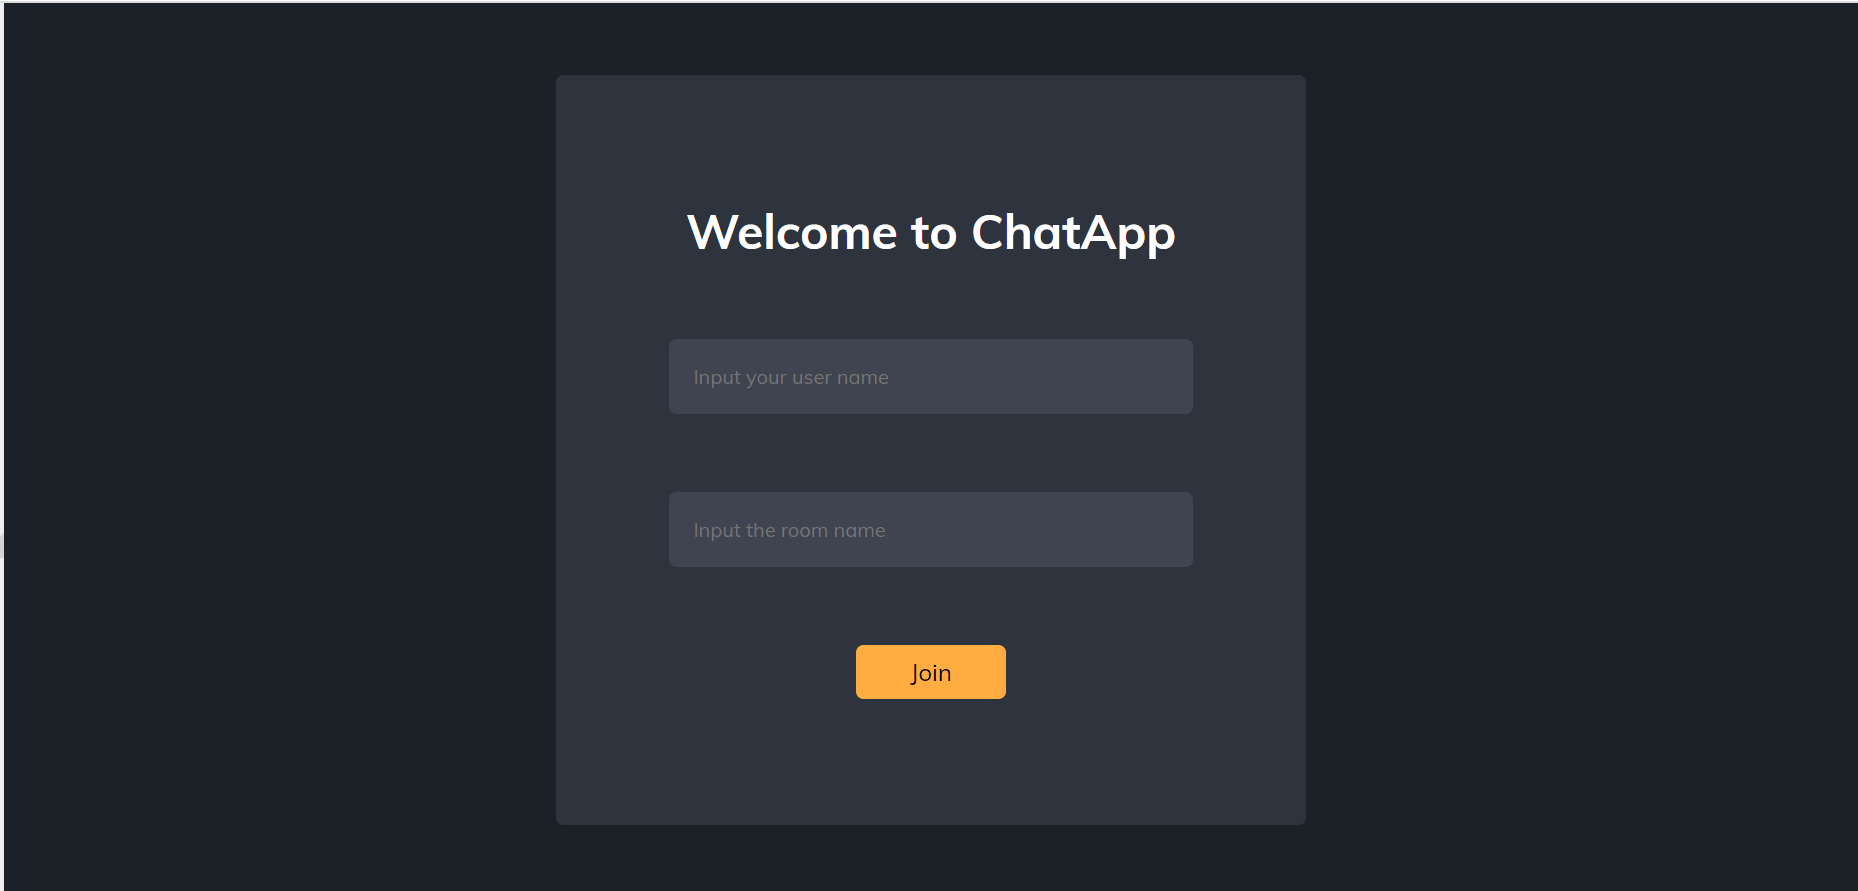 Welcome to ChatApp
Input your user name
Input the room name
Join